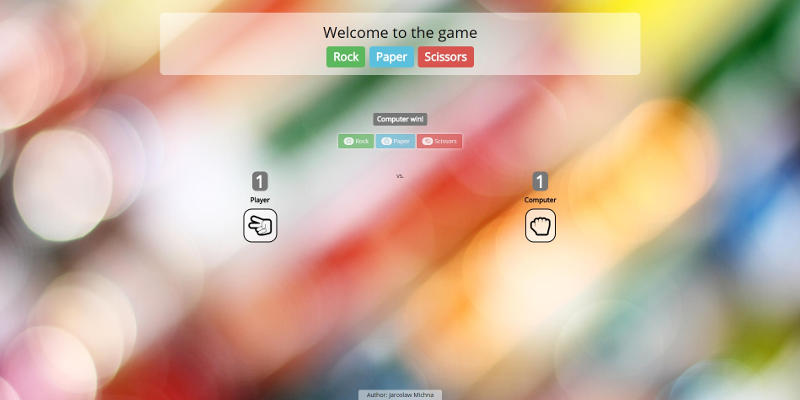 Welcome to the game
Rock Paper Scissors
Computer win!
Rock Paper Scissors
1 vs. 1
Player Computer
Author: Jarosław Michna